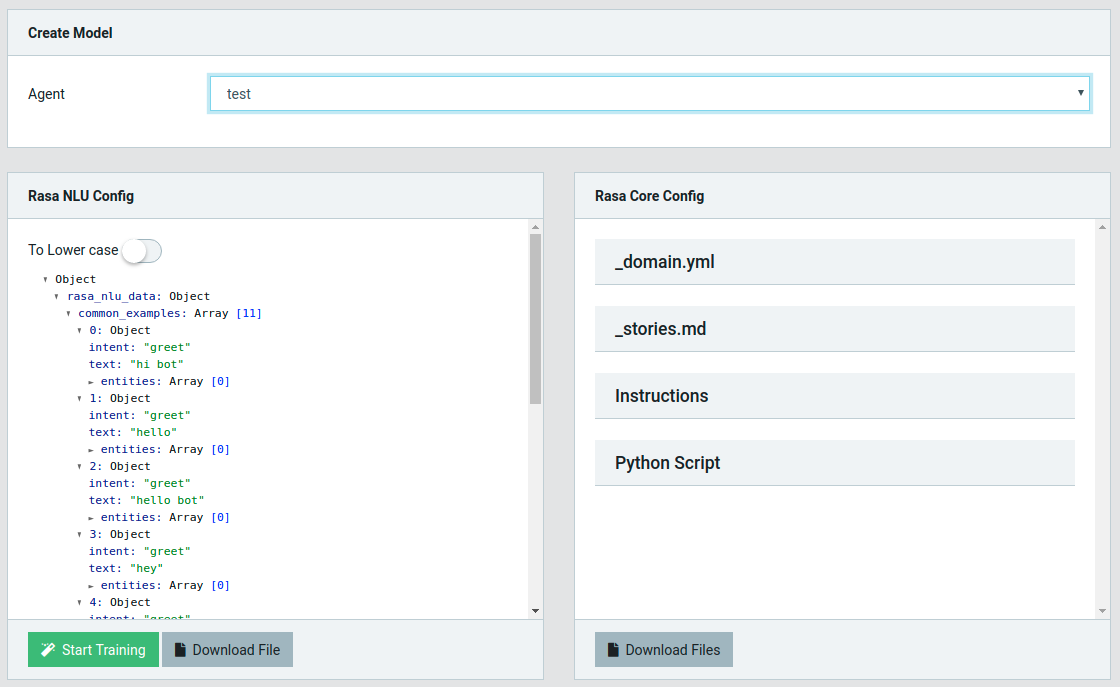 Create Model
Agent
test
Rasa NLU Config
To Lower case
Object
rasa_nlu_data: Object
common_examples: Array [11]
0: Object
intent: "greet"
text: "hi bot"
entities: Array [0]
1: Object
intent: "greet"
text: "hello"
entities: Array [0]
2: Object
intent: "greet"
text: "hello bot"
entities: Array [0]
3: Object
intent: "greet"
text: "hey"
entities: Array [0]
4: Object
intent: "greet"
Start Training
Download File
Rasa Core Config
_domain.yml
_stories.md
Instructions
Python Script
Download Files